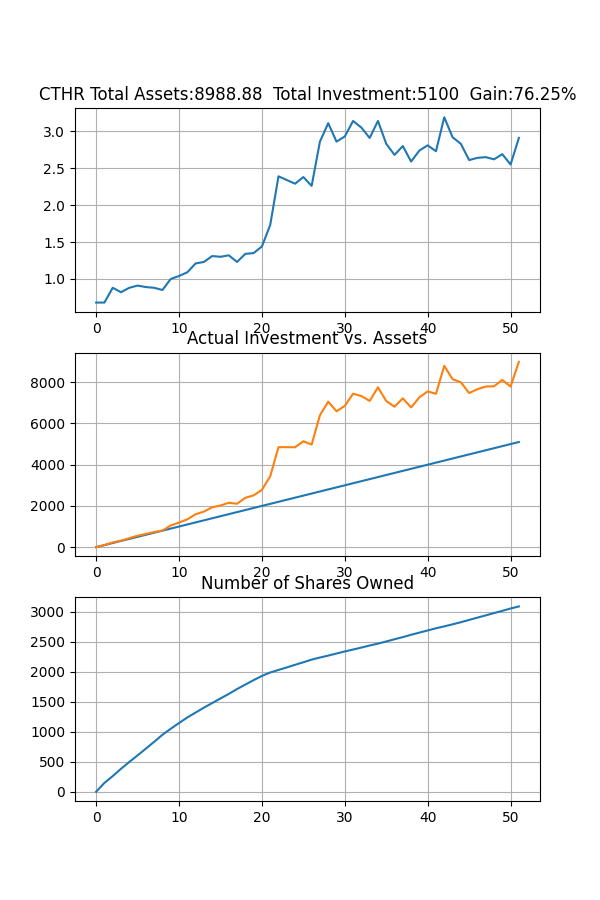 CTHR Total Assets:8988.88  Total Investment:5100  Gain:76.25%
3.0
2.5
2.0
1.5
1.0
0 10 20 30 40 50
Actual Investment vs. Assets
8000
6000
4000
2000
0
0 10 20 30 40 50
Number of Shares Owned
3000
2500
2000
1500
1000
500
0
0 10 20 30 40 50